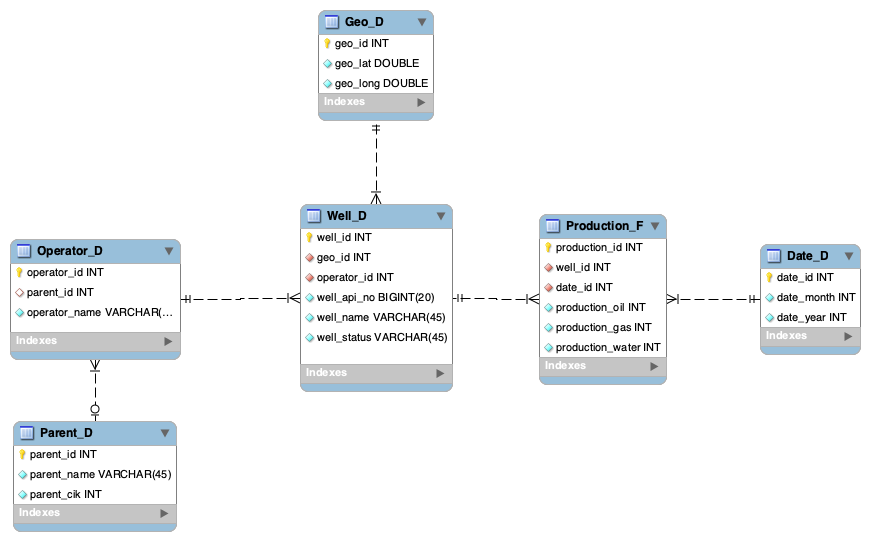 Geo_D
geo_id INT
geo_lat DOUBLE
geo_long DOUBLE
Indexes
Well_D
well_id INT
geo_id INT
operator_id INT
well_api_no BIGINT(20)
well_name VARCHAR(45)
well_status VARCHAR(45)
Indexes
Production_F
production_id INT
well_id INT
date_id INT
production_oil INT
production_gas INT
production_water INT
Indexes
Operator_D
operator_id INT
parent_id INT
operator_name VARCHAR(...
Indexes
Date_D
date_id INT
date_month INT
date_year INT
Indexes
Parent_D
parent_id INT
parent_name VARCHAR(45)
parent_cik INT
Indexes